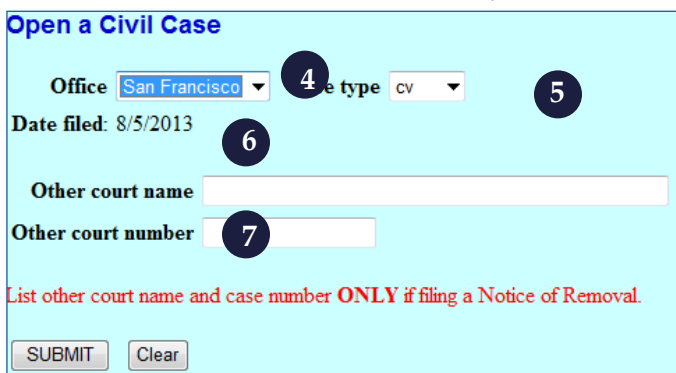 Open a Civil Case
Office San Francisco 4 e type cv 5
Date filed: 8/5/2013
6
Other court name
Other court number 7
List other court name and case number ONLY if filing a Notice of Removal.
SUBMIT Clear